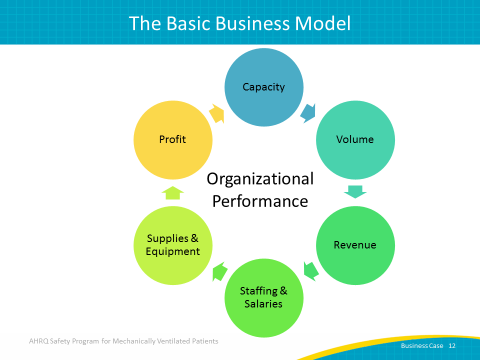 The Basic Business Model
Capacity
Volume
Revenue
Staffing &
Salaries
Supplies &
Equipment
Profit
Organizational
Performance
AHRQ Safety Program for Mechanically Ventilated Patients
Business Case 12